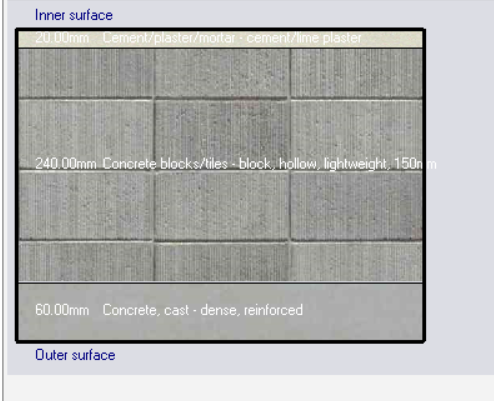 Inner surface
20.00mm Cement/plaster/mortar - cement/lime plaster
240.00mm Concrete blocks/tiles - block, hollow, lightweight, 150mm
60.00mm Concrete, cast - dense, reinforced
Outer surface